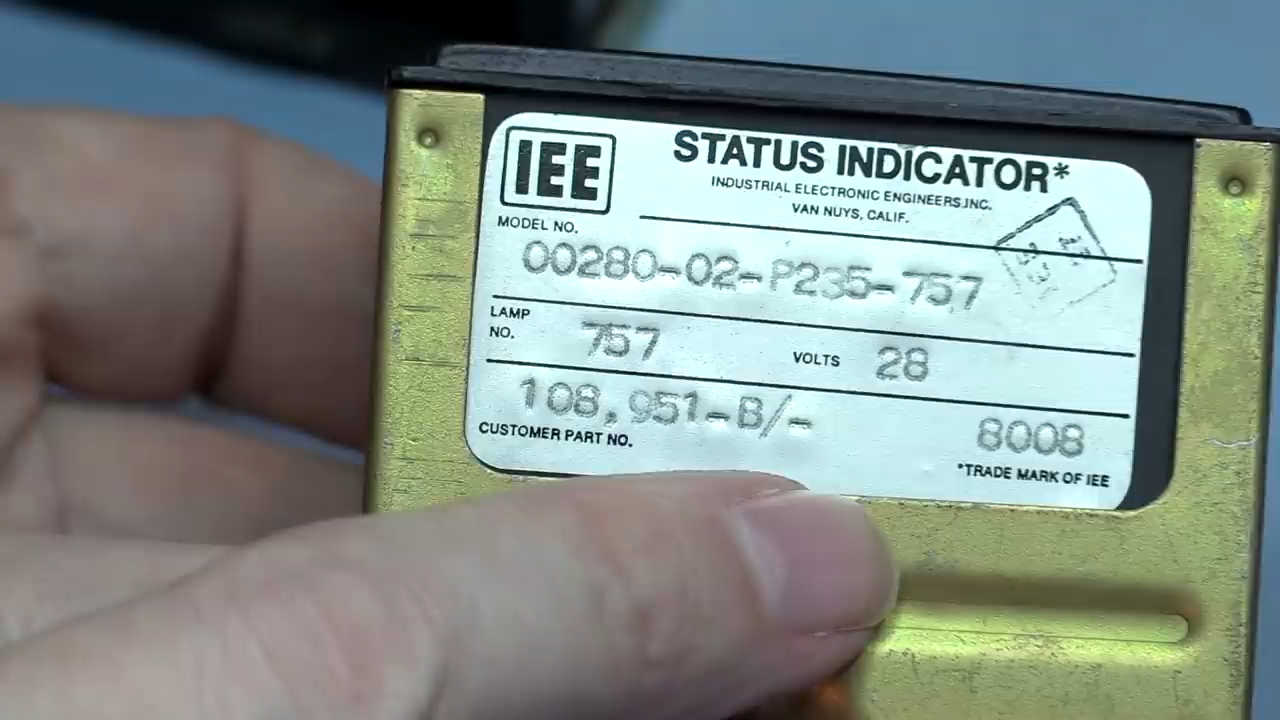 IEE
STATUS INDICATOR*
INDUSTRIAL ELECTRONIC ENGINEERS,INC.
VAN NUYS, CALIF.
MODEL NO.
00280-02-P235-757
LAMP NO. 757 VOLTS 28
108,951-B/- 8008
CUSTOMER PART NO. *TRADE MARK OF IEE